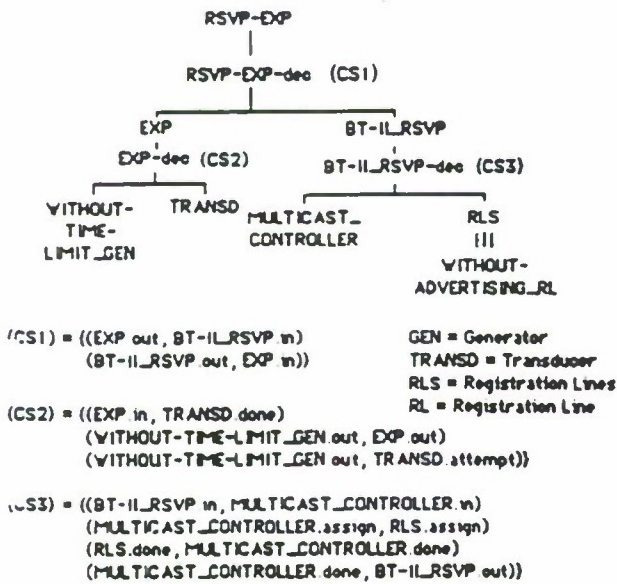 RSVP-EXP
RSVP-EXP-dec (CS1)
EXP BT-II_RSVP
EXP-dec (CS2) BT-II_RSVP-dec (CS3)
WITHOUT-TIME-LIMIT_GEN TRANSD MULTICAST_CONTROLLER RLS
WITHOUT-ADVERTISING_RL
(CS1) = {((EXP.out, BT-II_RSVP.in)
(BT-II_RSVP.out, EXP.in)}
GEN = Generator
TRANSD = Transducer
RLS = Registration Lines
RL = Registration Line
(CS2) = {(EXP.in, TRANSD.done)
(WITHOUT-TIME-LIMIT_GEN.out, EXP.out)
(WITHOUT-TIME-LIMIT_GEN out, TRANSD.attempt)}
(CS3) = {(BT-II_RSVP in, MULTICAST_CONTROLLER.in)
(MULTICAST_CONTROLLER.assign, RLS.assign)
(RLS.done, MULTICAST_CONTROLLER.done)
(MULTICAST_CONTROLLER.done, BT-II_RSVP.out)}